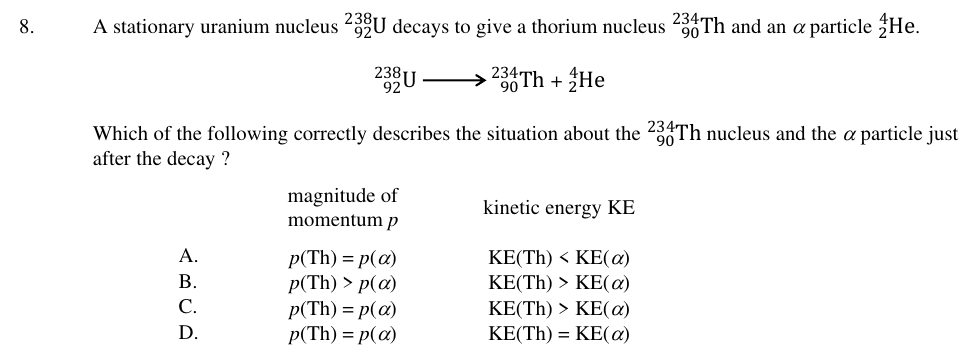 8. A stationary uranium nucleus ²³⁸₉₂U decays to give a thorium nucleus ²³⁴₉₀Th and an α particle ⁴₂He.
²³⁸₉₂U ⟶ ²³⁴₉₀Th + ⁴₂He
Which of the following correctly describes the situation about the ²³⁴₉₀Th nucleus and the α particle just
after the decay ?
magnitude of
momentum p kinetic energy KE
A. p(Th) = p(α) KE(Th) < KE(α)
B. p(Th) > p(α) KE(Th) > KE(α)
C. p(Th) = p(α) KE(Th) > KE(α)
D. p(Th) = p(α) KE(Th) = KE(α)